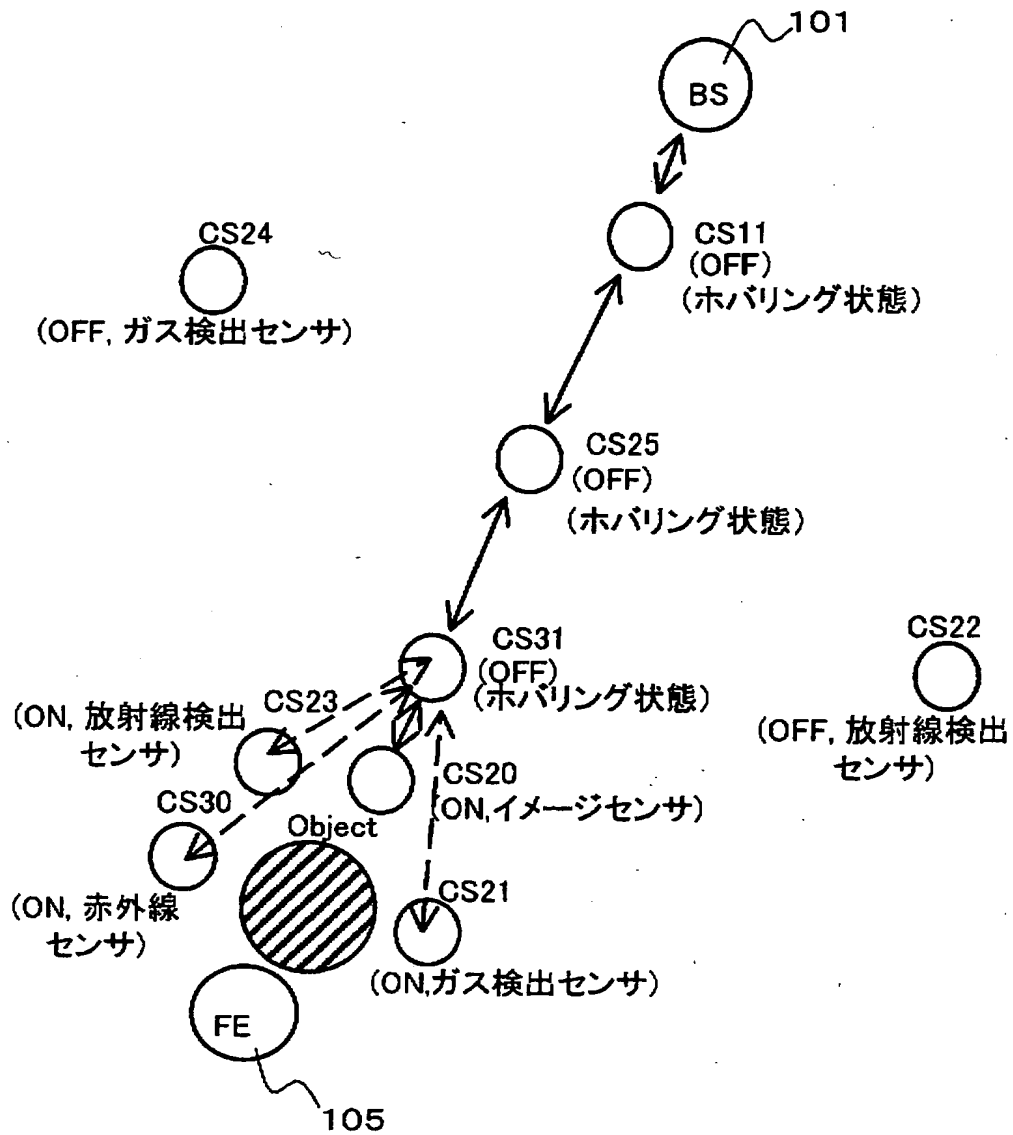 101
BS
CS24
(OFF, ガス検出センサ)
CS11
(OFF)
(ホバリング状態)
CS25
(OFF)
(ホバリング状態)
CS31
(OFF)
(ホバリング状態)
CS22
(OFF, 放射線検出
センサ)
CS23
(ON, 放射線検出
センサ)
CS20
(ON,イメージセンサ)
CS30
(ON, 赤外線
センサ)
Object
CS21
(ON,ガス検出センサ)
FE
105